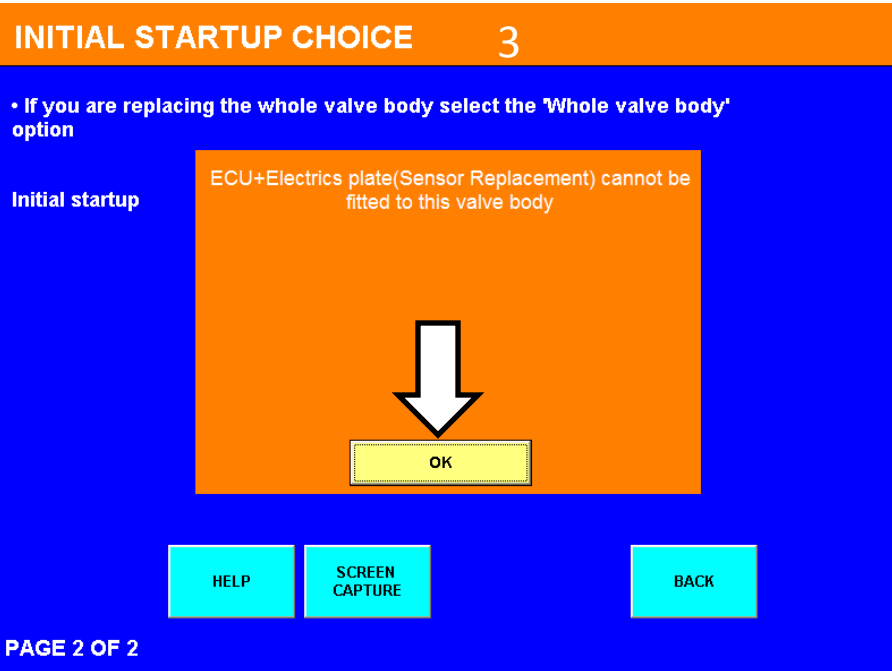 INITIAL STARTUP CHOICE 3
• If you are replacing the whole valve body select the 'Whole valve body'
option
Initial startup
ECU+Electrics plate(Sensor Replacement) cannot be
fitted to this valve body
OK
HELP
SCREEN
CAPTURE
BACK
PAGE 2 OF 2